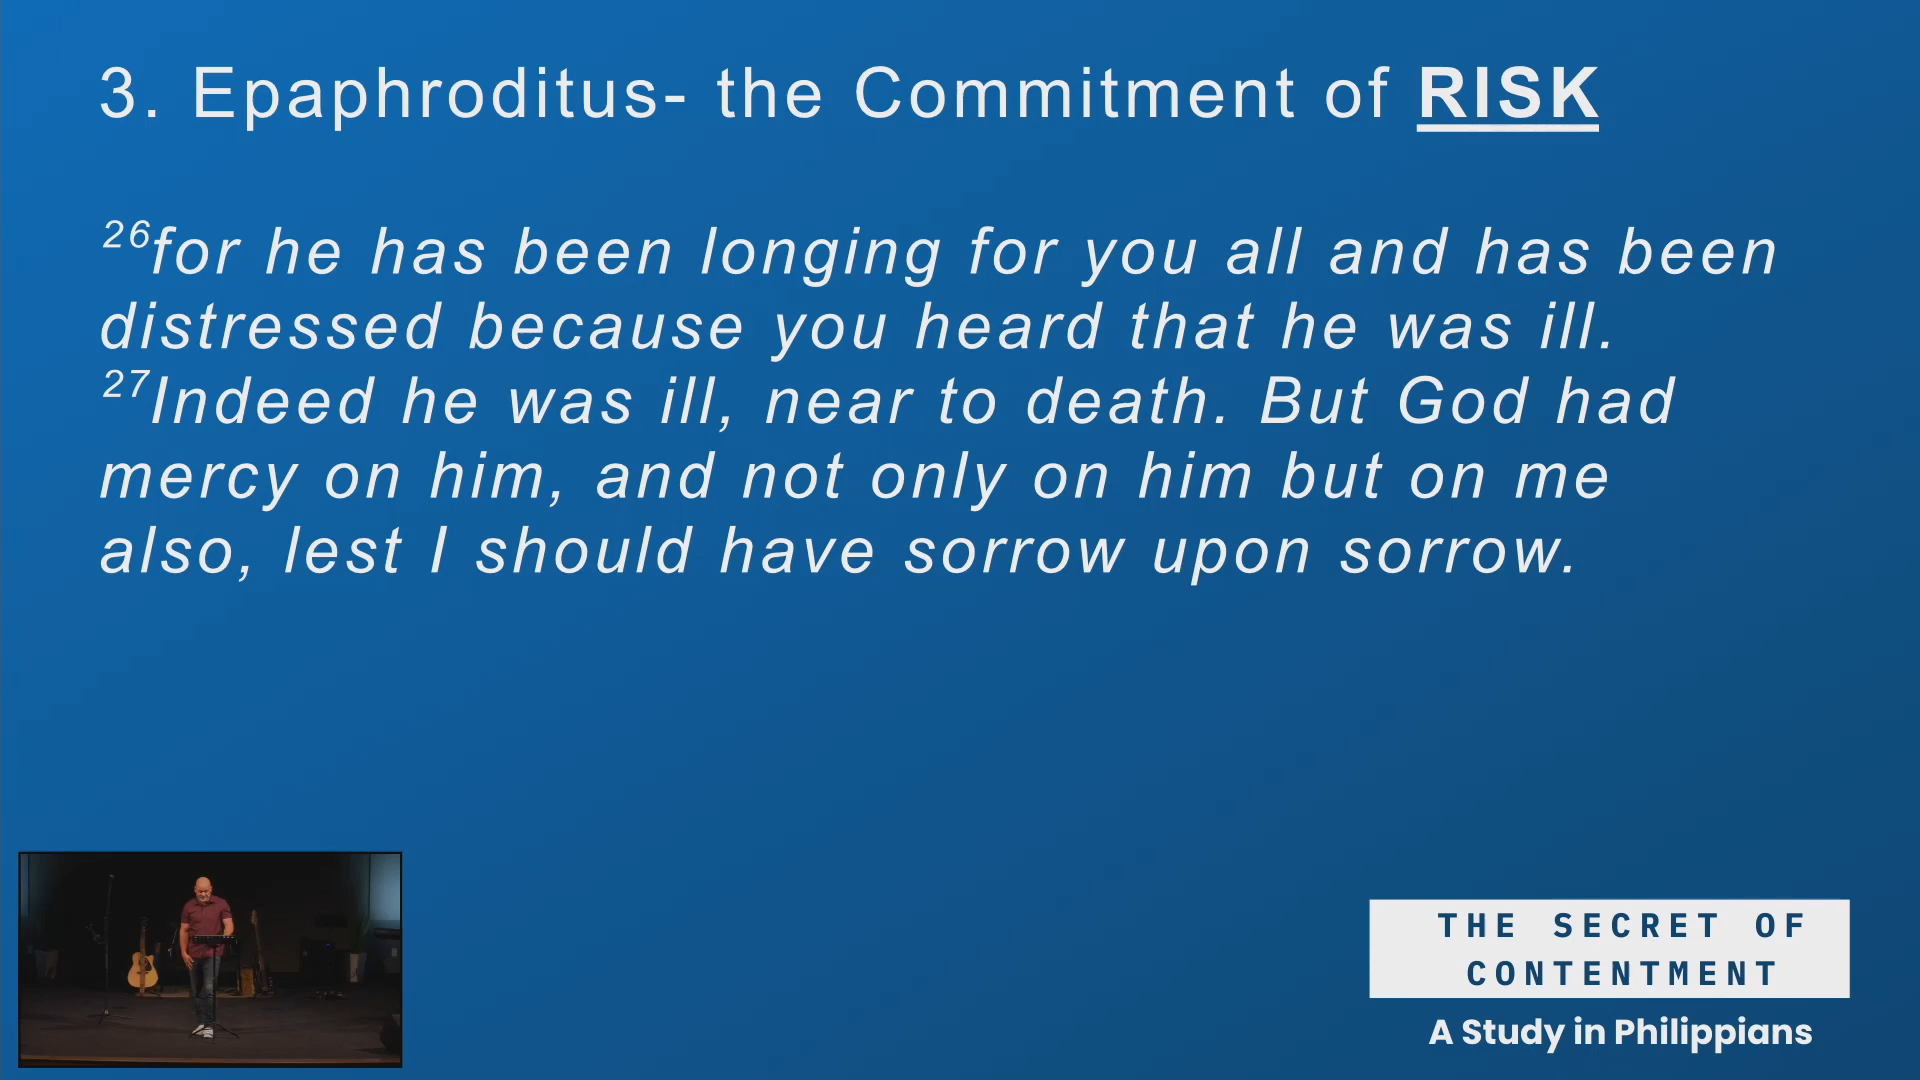 3. Epaphroditus- the Commitment of RISK
26for he has been longing for you all and has been
distressed because you heard that he was ill.
27Indeed he was ill, near to death. But God had
mercy on him, and not only on him but on me
also, lest I should have sorrow upon sorrow.
THE SECRET OF
CONTENTMENT
A Study in Philippians